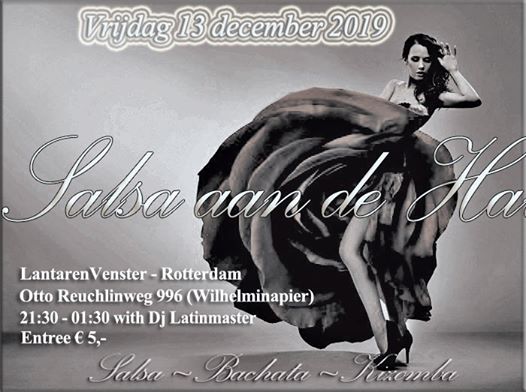 Vrijdag 13 december 2019
Salsa aan de Ha
LantarenVenster - Rotterdam
Otto Reuchlinweg 996 (Wilhelminapier)
21:30 - 01:30 with Dj Latinmaster
Entree € 5,-
Salsa ~ Bachata ~ Kizomba